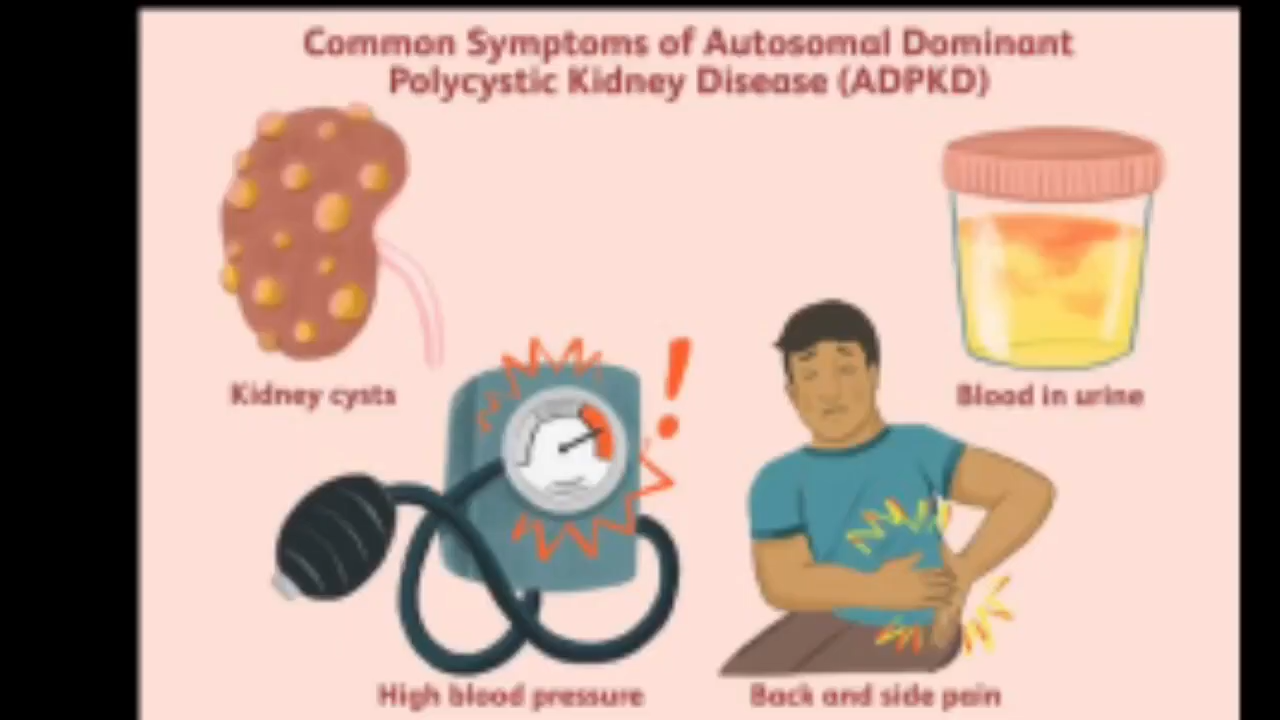 Common Symptoms of Autosomal Dominant
Polycystic Kidney Disease (ADPKD)
Kidney cysts
Blood in urine
High blood pressure
Back and side pain